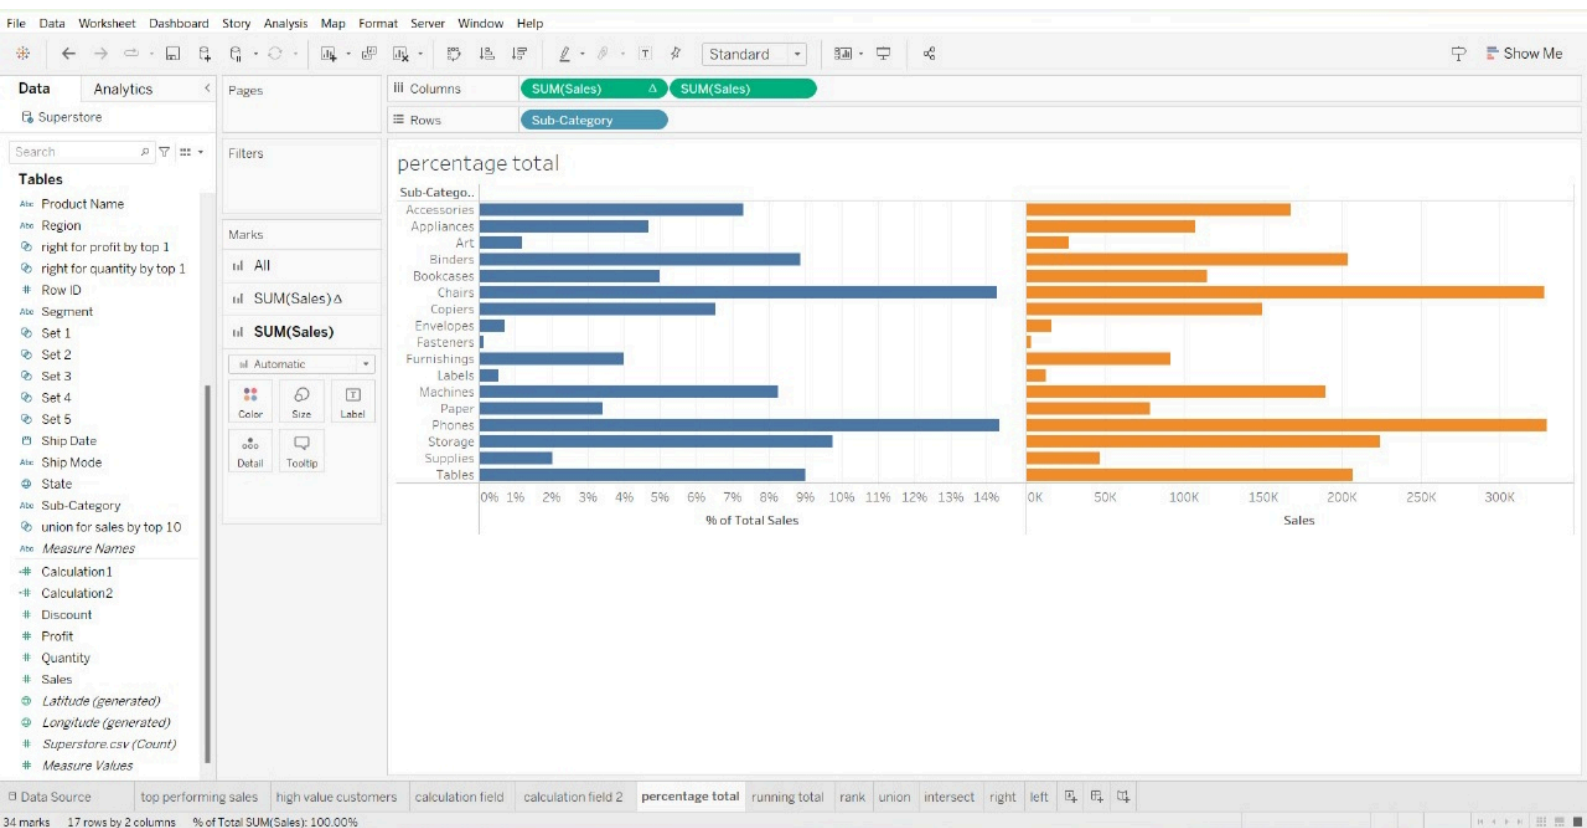 File Data Worksheet Dashboard Story Analysis Map Format Server Window Help
Standard
Show Me
Data Analytics
Superstore
Search
Tables
Abc Product Name
Abc Region
right for profit by top 1
right for quantity by top 1
# Row ID
Abc Segment
Set 1
Set 2
Set 3
Set 4
Set 5
Ship Date
Abc Ship Mode
State
Abc Sub-Category
union for sales by top 10
Abc Measure Names
=# Calculation1
=# Calculation2
# Discount
# Profit
# Quantity
# Sales
Latitude (generated)
Longitude (generated)
# Superstore.csv (Count)
# Measure Values
Pages
Filters
Marks
All
SUM(Sales) Δ
SUM(Sales)
Automatic
Color Size Label
Detail Tooltip
iii Columns SUM(Sales) Δ SUM(Sales)
Rows Sub-Category
percentage total
Sub-Catego..
Accessories
Appliances
Art
Binders
Bookcases
Chairs
Copiers
Envelopes
Fasteners
Furnishings
Labels
Machines
Paper
Phones
Storage
Supplies
Tables
0% 1% 2% 3% 4% 5% 6% 7% 8% 9% 10% 11% 12% 13% 14% 0K 50K 100K 150K 200K 250K 300K
% of Total Sales Sales
Data Source top performing sales high value customers calculation field calculation field 2 percentage total running total rank union intersect right left
34 marks 17 rows by 2 columns % of Total SUM(Sales): 100.00%